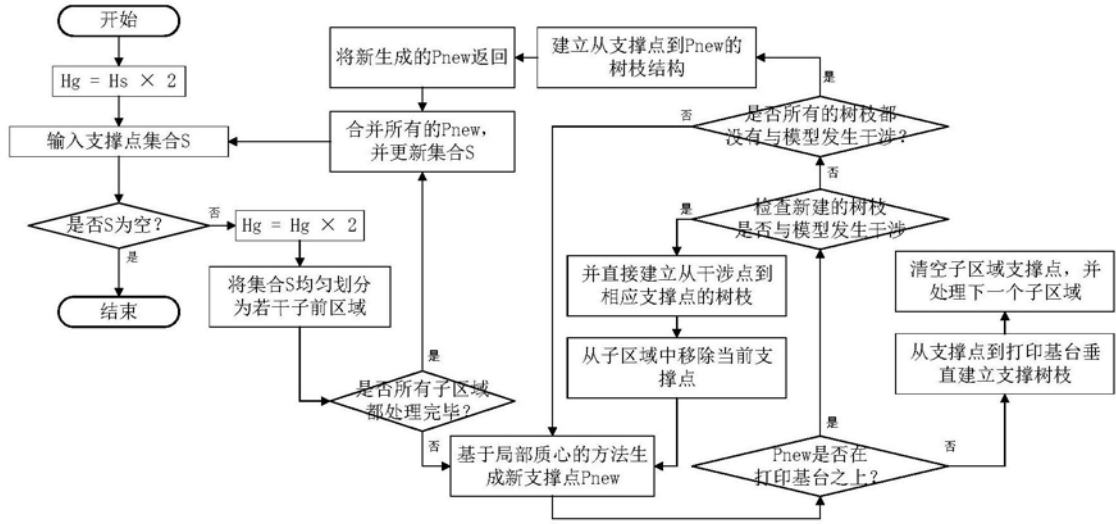 开始
Hg = Hs × 2
输入支撑点集合S
是否S为空?
否
是
结束
Hg = Hg × 2
将集合S均匀划分
为若干子前区域
是否所有子区域
都处理完毕?
是
否
将新生成的Pnew返回
合并所有的Pnew,
并更新集合S
建立从支撑点到Pnew的
树枝结构
是
否
是否所有的树枝都
没有与模型发生干涉?
否
检查新建的树枝
是否与模型发生干涉
是
并直接建立从干涉点到
相应支撑点的树枝
从子区域中移除当前支
撑点
基于局部质心的方法生
成新支撑点Pnew
是
Pnew是否在
打印基台之上?
否
清空子区域支撑点,并
处理下一个子区域
从支撑点到打印基台垂
直建立支撑树枝